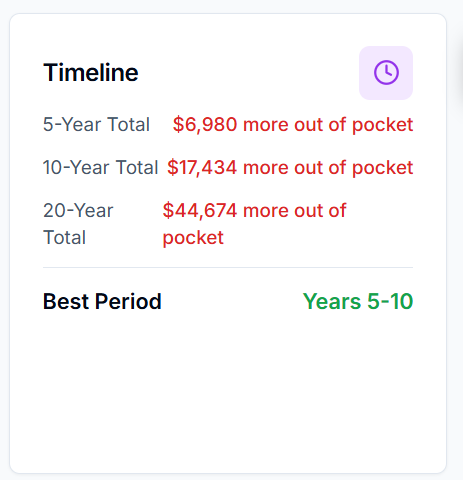 Timeline
5-Year Total $6,980 more out of pocket
10-Year Total $17,434 more out of pocket
20-Year Total
$44,674 more out of pocket
Best Period Years 5-10